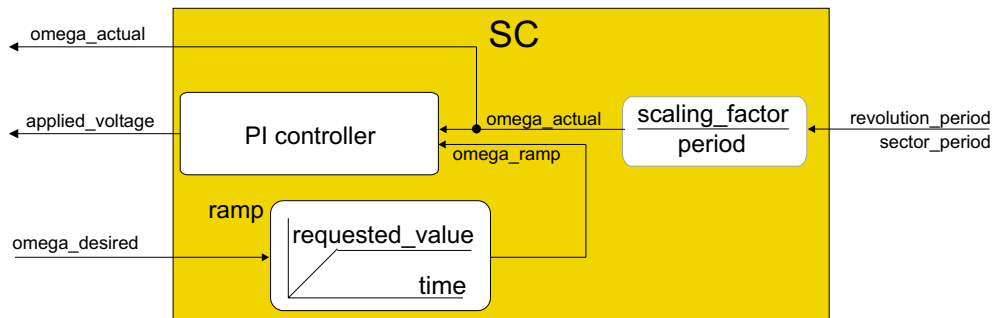 SC
omega_actual
applied_voltage
PI controller
omega_actual
scaling_factor
period
revolution_period
sector_period
omega_ramp
ramp
requested_value
time
omega_desired